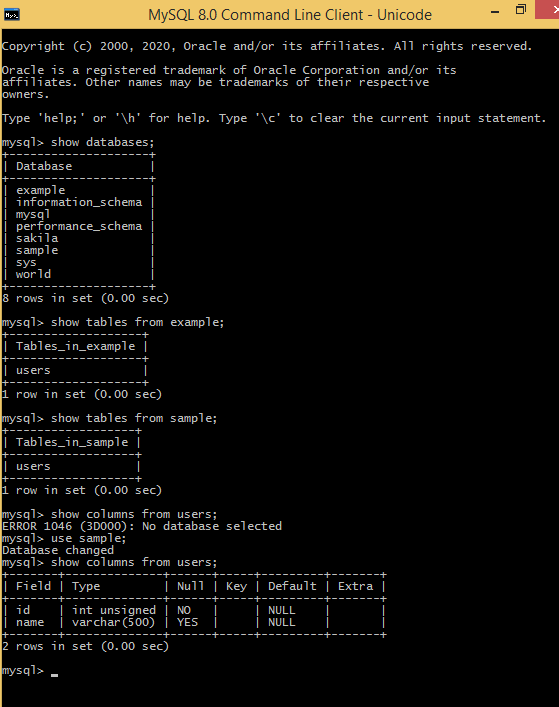 MySQL 8.0 Command Line Client - Unicode
Copyright (c) 2000, 2020, Oracle and/or its affiliates. All rights reserved.
Oracle is a registered trademark of Oracle Corporation and/or its
affiliates. Other names may be trademarks of their respective
owners.
Type 'help;' or '\h' for help. Type '\c' to clear the current input statement.
mysql> show databases;
+--------------------+
| Database           |
+--------------------+
| example            |
| information_schema |
| mysql              |
| performance_schema |
| sakila             |
| sample             |
| sys                |
| world              |
+--------------------+
8 rows in set (0.00 sec)
mysql> show tables from example;
+-------------------+
| Tables_in_example |
+-------------------+
| users             |
+-------------------+
1 row in set (0.00 sec)
mysql> show tables from sample;
+------------------+
| Tables_in_sample |
+------------------+
| users            |
+------------------+
1 row in set (0.00 sec)
mysql> show columns from users;
ERROR 1046 (3D000): No database selected
mysql> use sample;
Database changed
mysql> show columns from users;
+-------+--------------+------+-----+---------+-------+
| Field | Type         | Null | Key | Default | Extra |
+-------+--------------+------+-----+---------+-------+
| id    | int unsigned | NO   |     | NULL    |       |
| name  | varchar(500) | YES  |     | NULL    |       |
+-------+--------------+------+-----+---------+-------+
2 rows in set (0.00 sec)
mysql> _